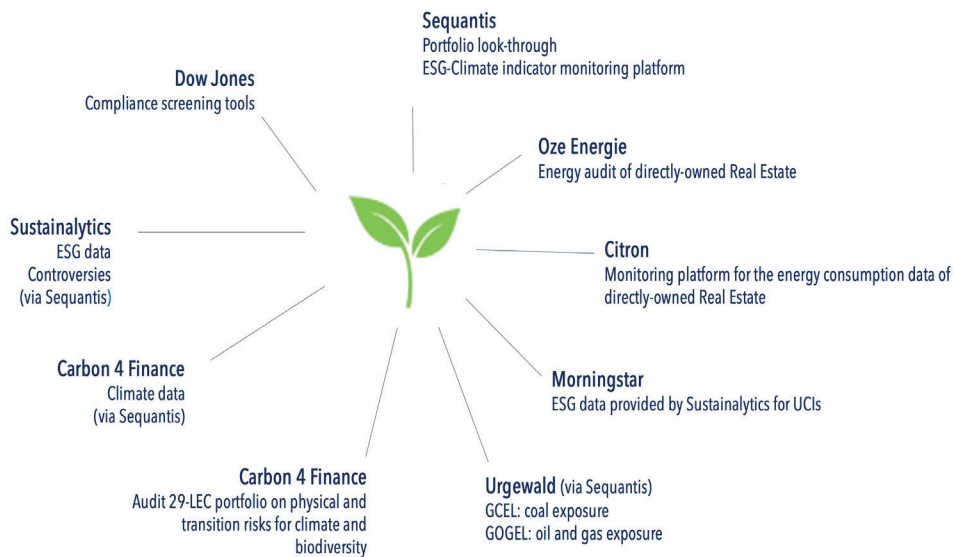 Sequantis
Portfolio look-through
ESG-Climate indicator monitoring platform
Dow Jones
Compliance screening tools
Oze Energie
Energy audit of directly-owned Real Estate
Sustainalytics
ESG data
Controversies
(via Sequantis)
Citron
Monitoring platform for the energy consumption data of
directly-owned Real Estate
Carbon 4 Finance
Climate data
(via Sequantis)
Morningstar
ESG data provided by Sustainalytics for UCIs
Carbon 4 Finance
Audit 29-LEC portfolio on physical and
transition risks for climate and
biodiversity
Urgewald (via Sequantis)
GCEL: coal exposure
GOGEL: oil and gas exposure